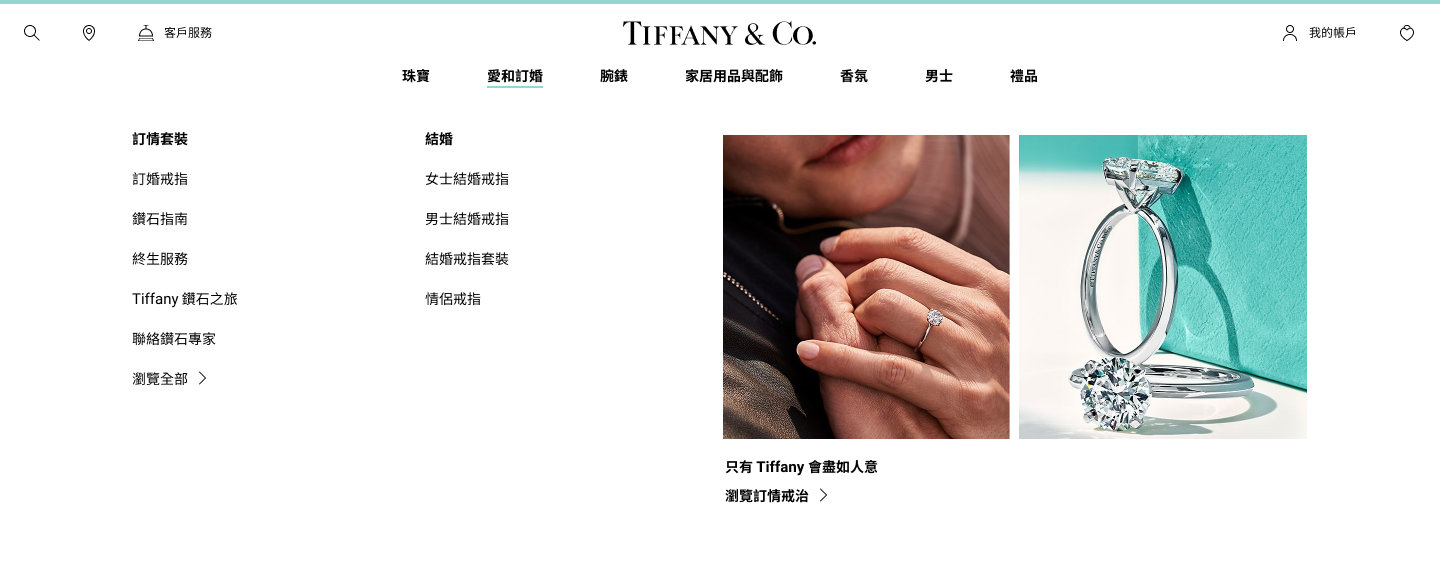 客戶服務
TIFFANY & CO.
我的帳戶
珠寶
愛和訂婚
腕錶
家居用品與配飾
香氛
男士
禮品
訂情套裝
訂婚戒指
鑽石指南
終生服務
Tiffany 鑽石之旅
聯絡鑽石專家
瀏覽全部
結婚
女士結婚戒指
男士結婚戒指
結婚戒指套裝
情侶戒指
只有 Tiffany 會盡如人意
瀏覽訂情戒治